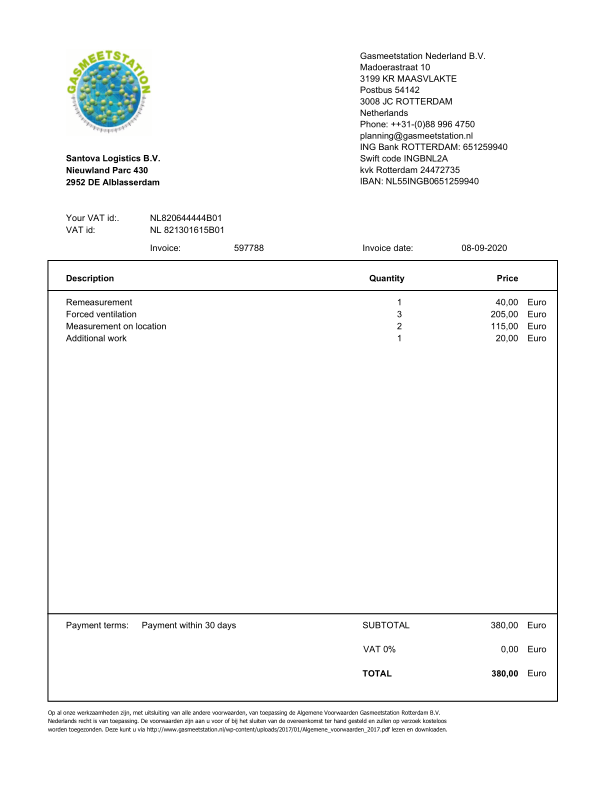 GASMEETSTATION
Gasmeetstation Nederland B.V.
Madoerastraat 10
3199 KR MAASVLAKTE
Postbus 54142
3008 JC ROTTERDAM
Netherlands
Phone: ++31-(0)88 996 4750
planning@gasmeetstation.nl
ING Bank ROTTERDAM: 651259940
Swift code INGBNL2A
kvk Rotterdam 24472735
IBAN: NL55INGB0651259940
Santova Logistics B.V.
Nieuwland Parc 430
2952 DE Alblasserdam
Your VAT id:. NL820644444B01
VAT id: NL 821301615B01
Invoice: 597788 Invoice date: 08-09-2020
Description Quantity Price
Remeasurement 1 40,00 Euro
Forced ventilation 3 205,00 Euro
Measurement on location 2 115,00 Euro
Additional work 1 20,00 Euro
Payment terms: Payment within 30 days SUBTOTAL 380,00 Euro
VAT 0% 0,00 Euro
TOTAL 380,00 Euro
Op al onze werkzaamheden zijn, met uitsluiting van alle andere voorwaarden, van toepassing de Algemene Voorwaarden Gasmeetstation Rotterdam B.V.
Nederlands recht is van toepassing. De voorwaarden zijn aan u voor of bij het sluiten van de overeenkomst ter hand gesteld en zullen op verzoek kosteloos
worden toegezonden. Deze kunt u via http://www.gasmeetstation.nl/wp-content/uploads/2017/01/Algemene_voorwaarden_2017.pdf lezen en downloaden.